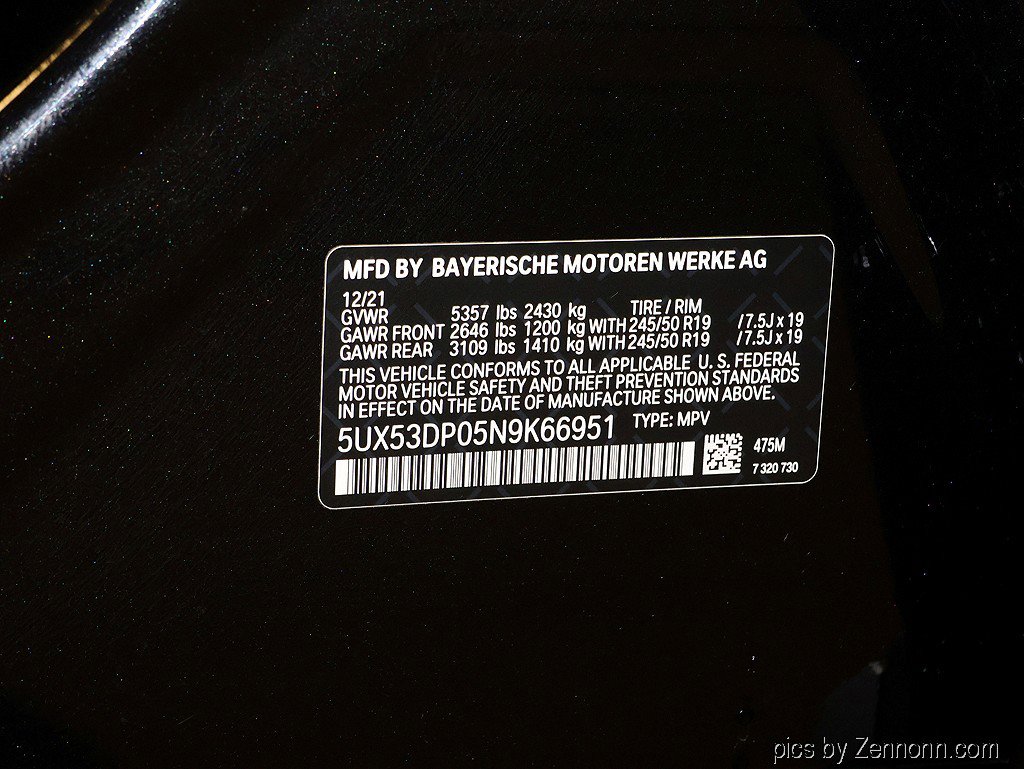 MFD BY BAYERISCHE MOTOREN WERKE AG
12/21
GVWR 5357 lbs 2430 kg TIRE / RIM
GAWR FRONT 2646 lbs 1200 kg WITH 245/50 R19 /7.5J x 19
GAWR REAR 3109 lbs 1410 kg WITH 245/50 R19 /7.5J x 19
THIS VEHICLE CONFORMS TO ALL APPLICABLE U. S. FEDERAL
MOTOR VEHICLE SAFETY AND THEFT PREVENTION STANDARDS
IN EFFECT ON THE DATE OF MANUFACTURE SHOWN ABOVE.
5UX53DP05N9K66951 TYPE: MPV
475M
7 320 730
pics by Zennonn.com